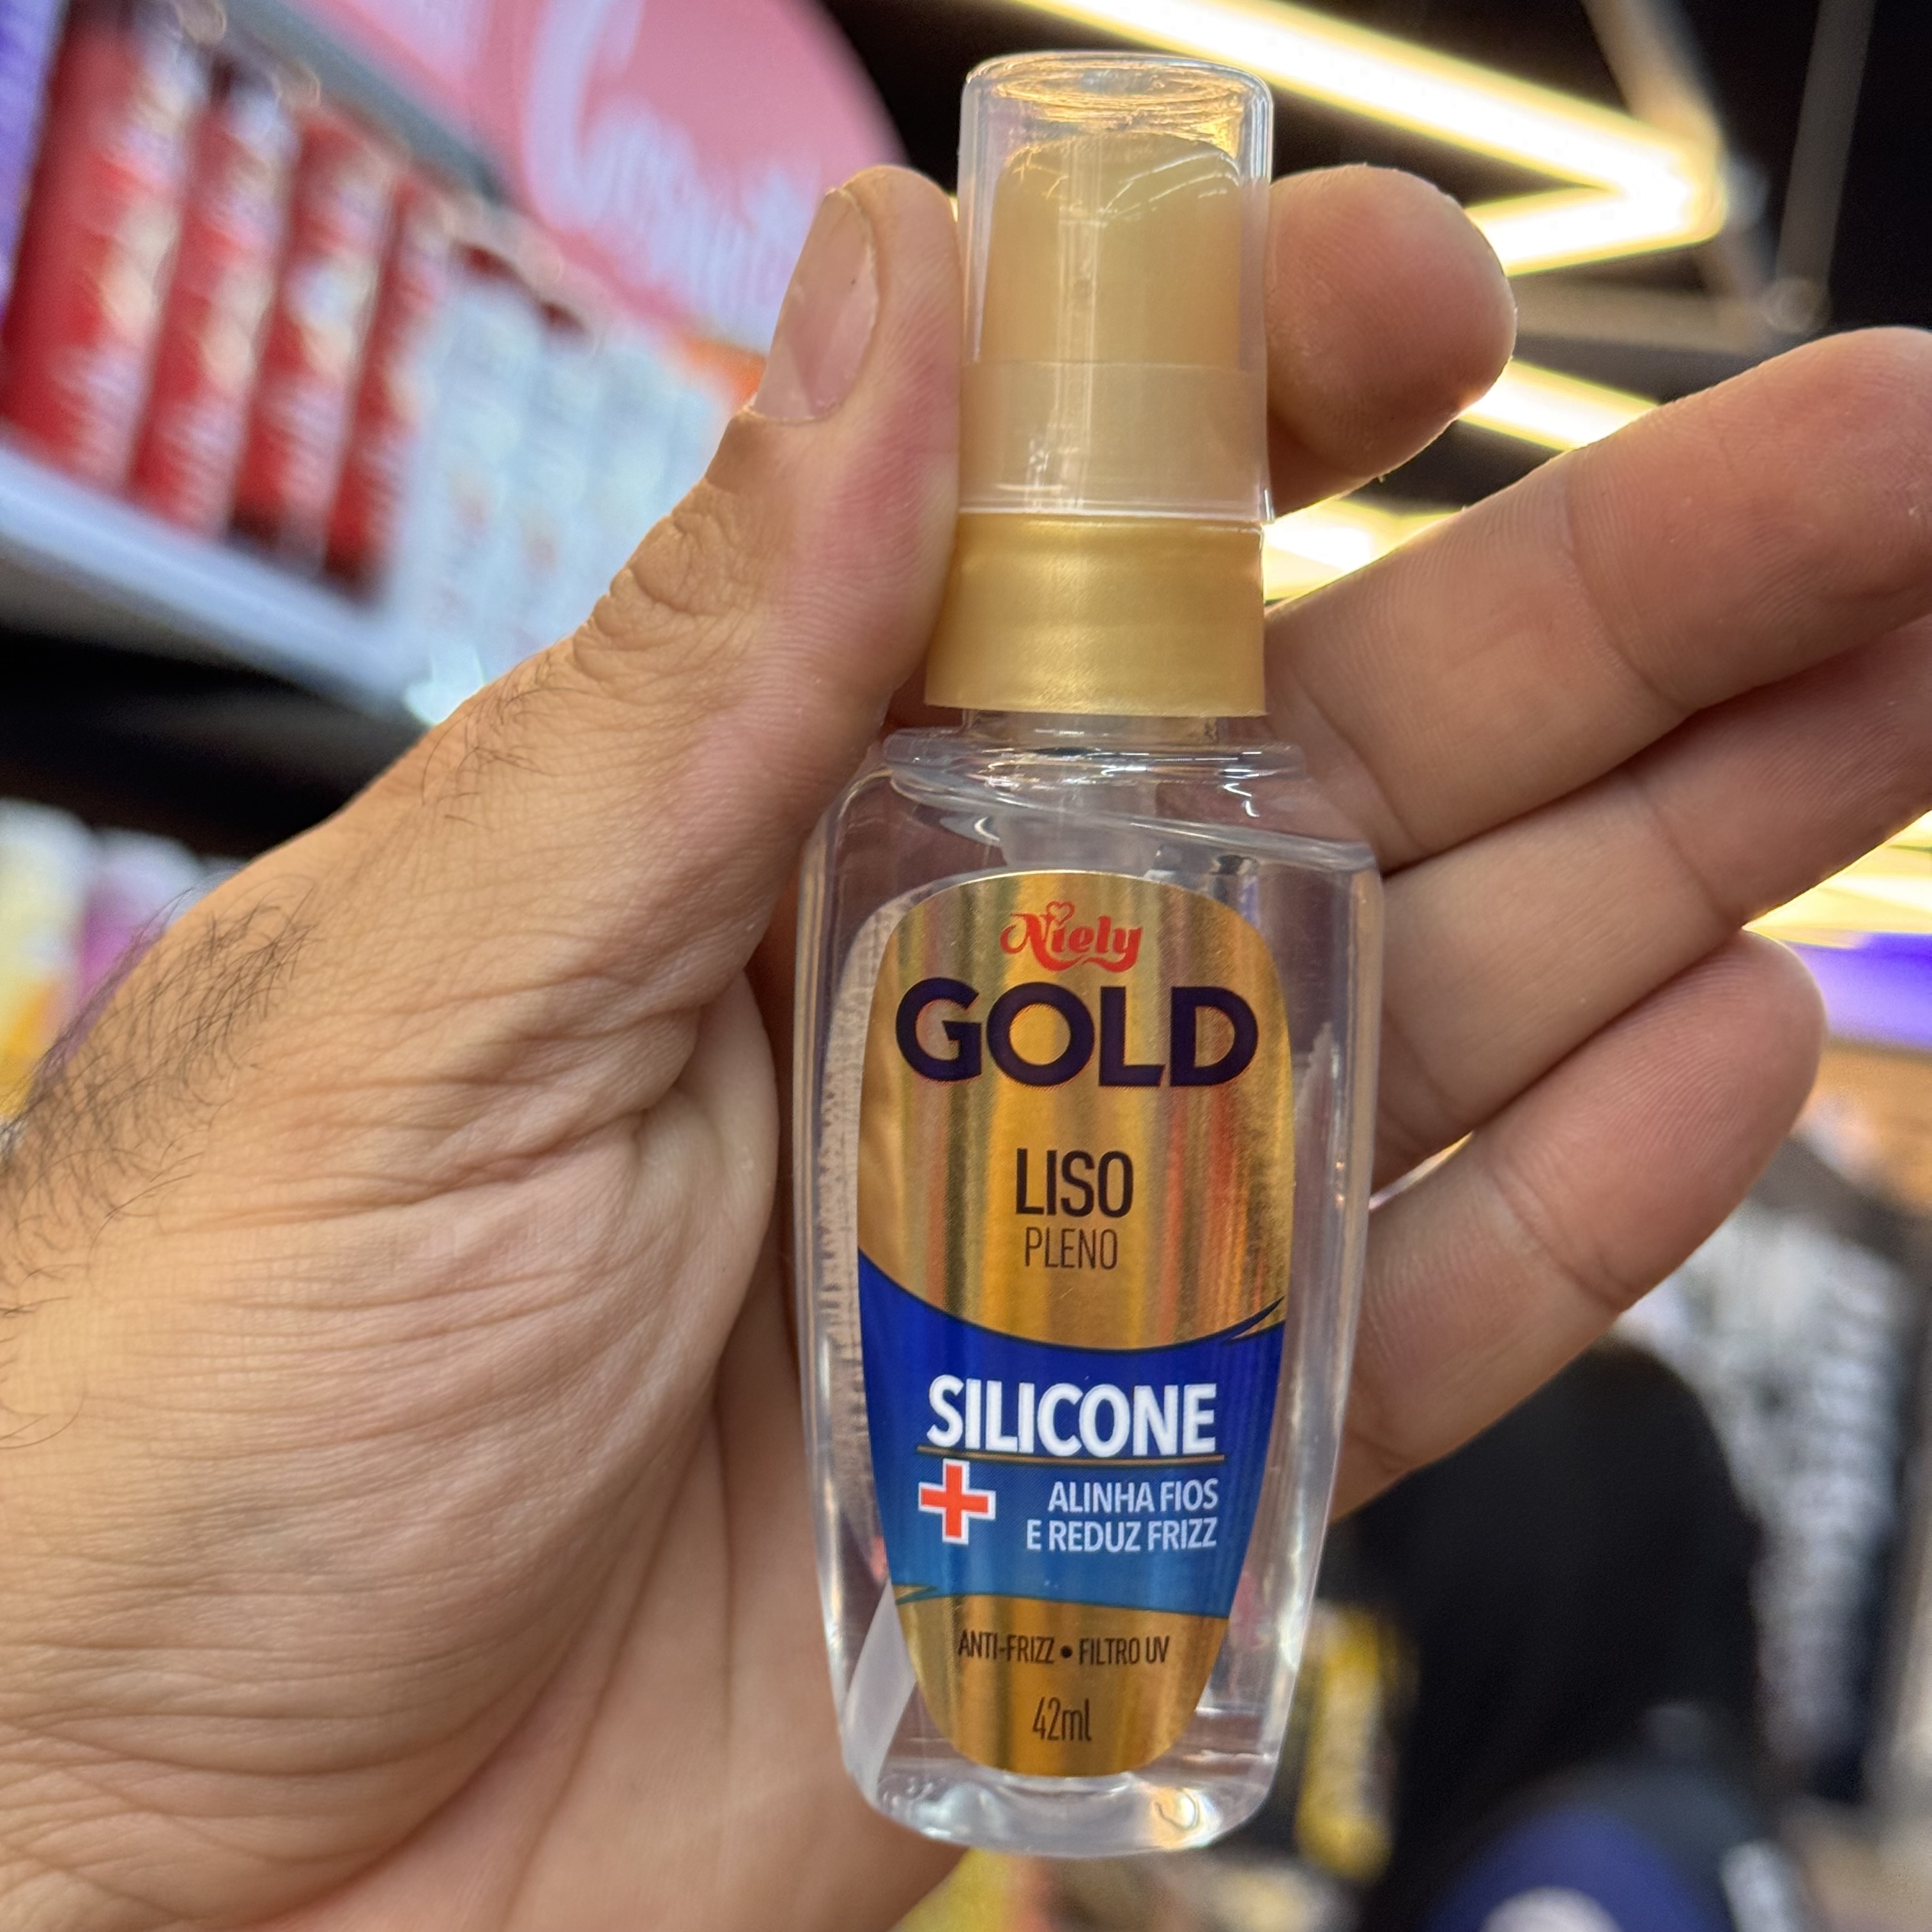 Niely
GOLD
LISO
PLENO
SILICONE
ALINHA FIOS
E REDUZ FRIZZ
ANTI-FRIZZ • FILTRO UV
42ml